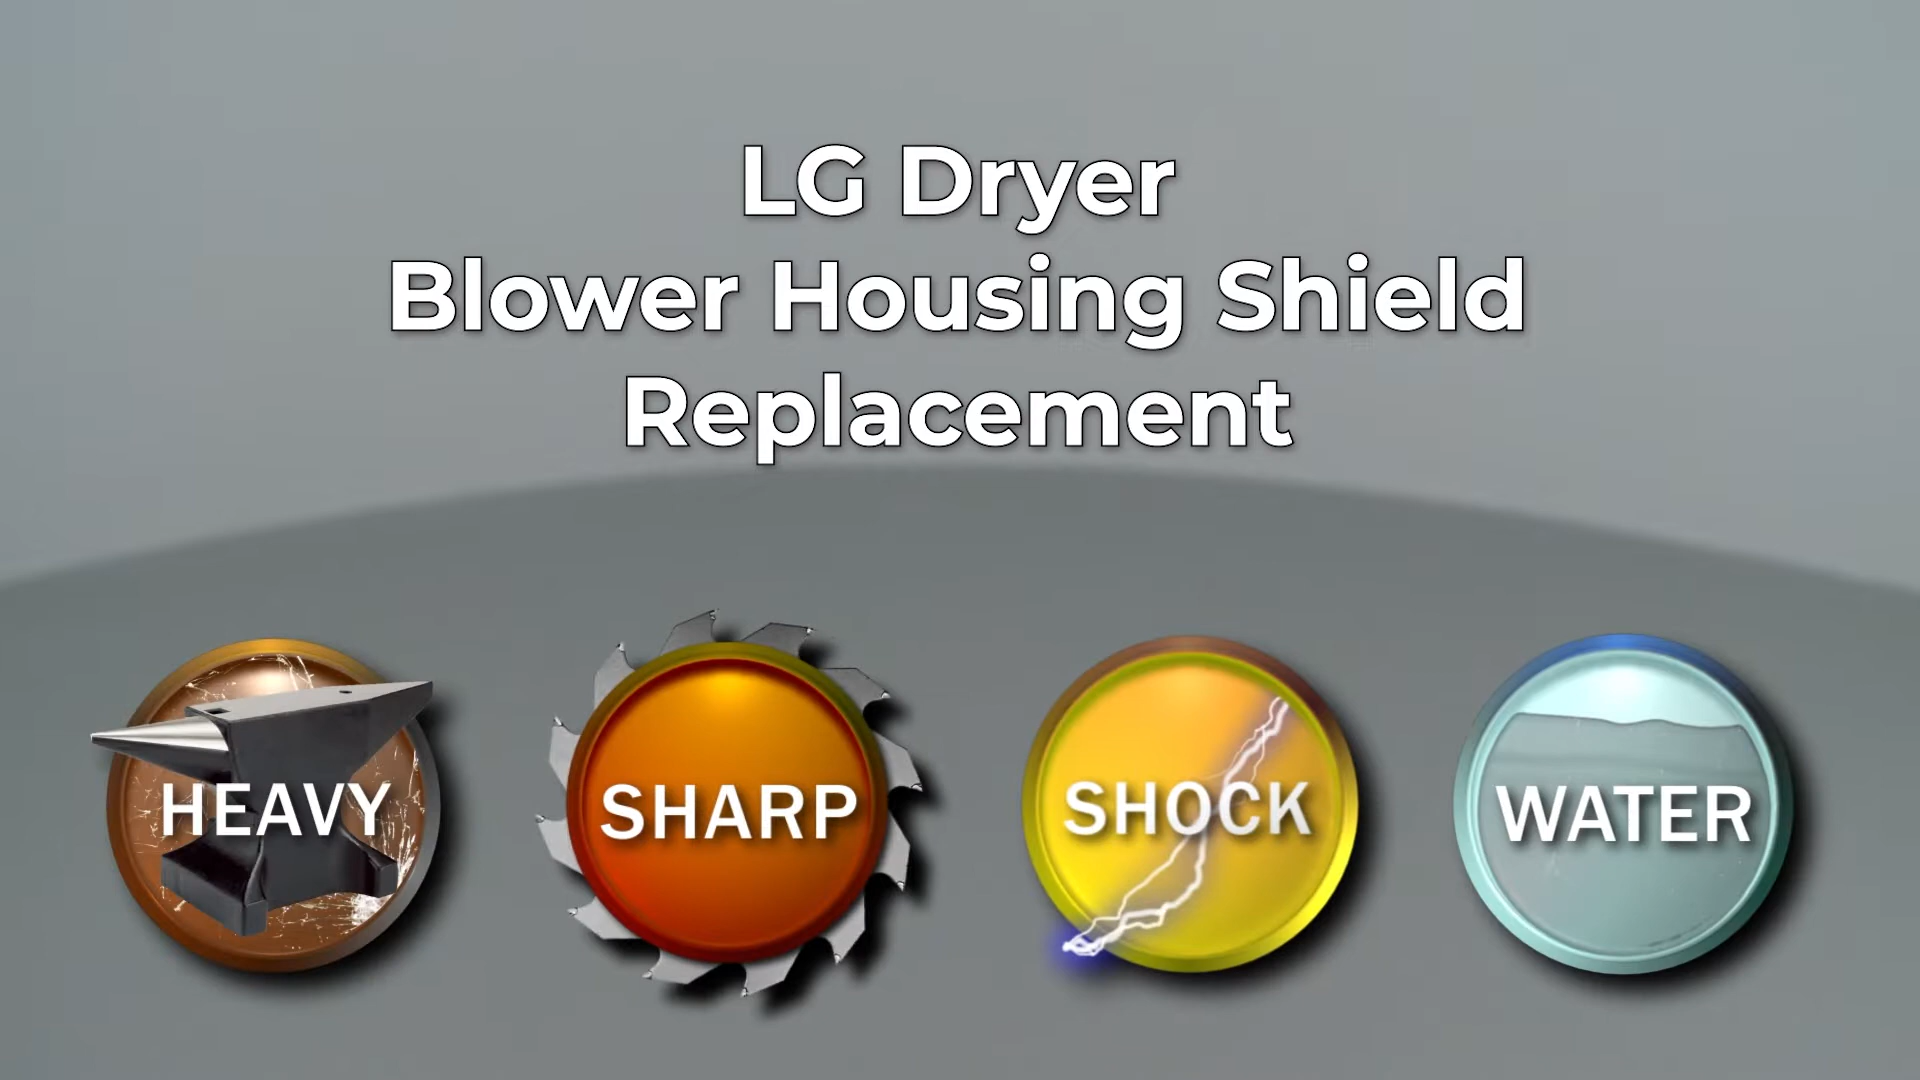 LG Dryer
Blower Housing Shield
Replacement
HEAVY
SHARP
SHOCK
WATER